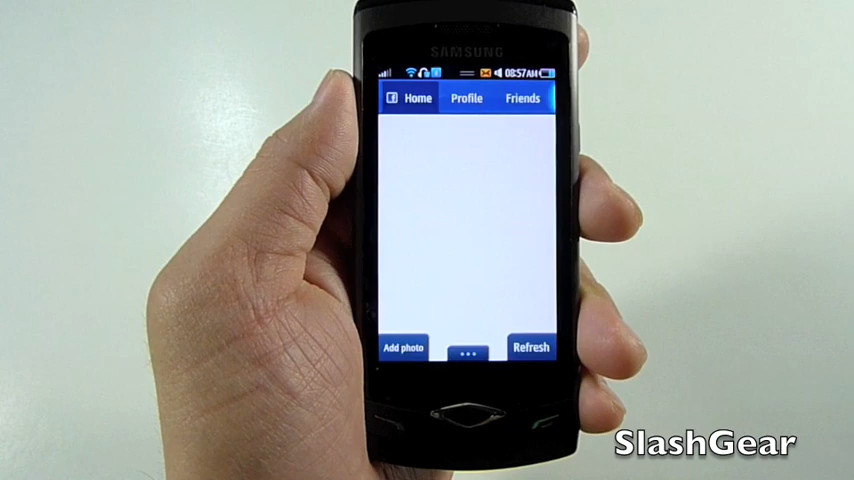 SAMSUNG
08:57AM
Home Profile Friends
Add photo Refresh
SlashGear